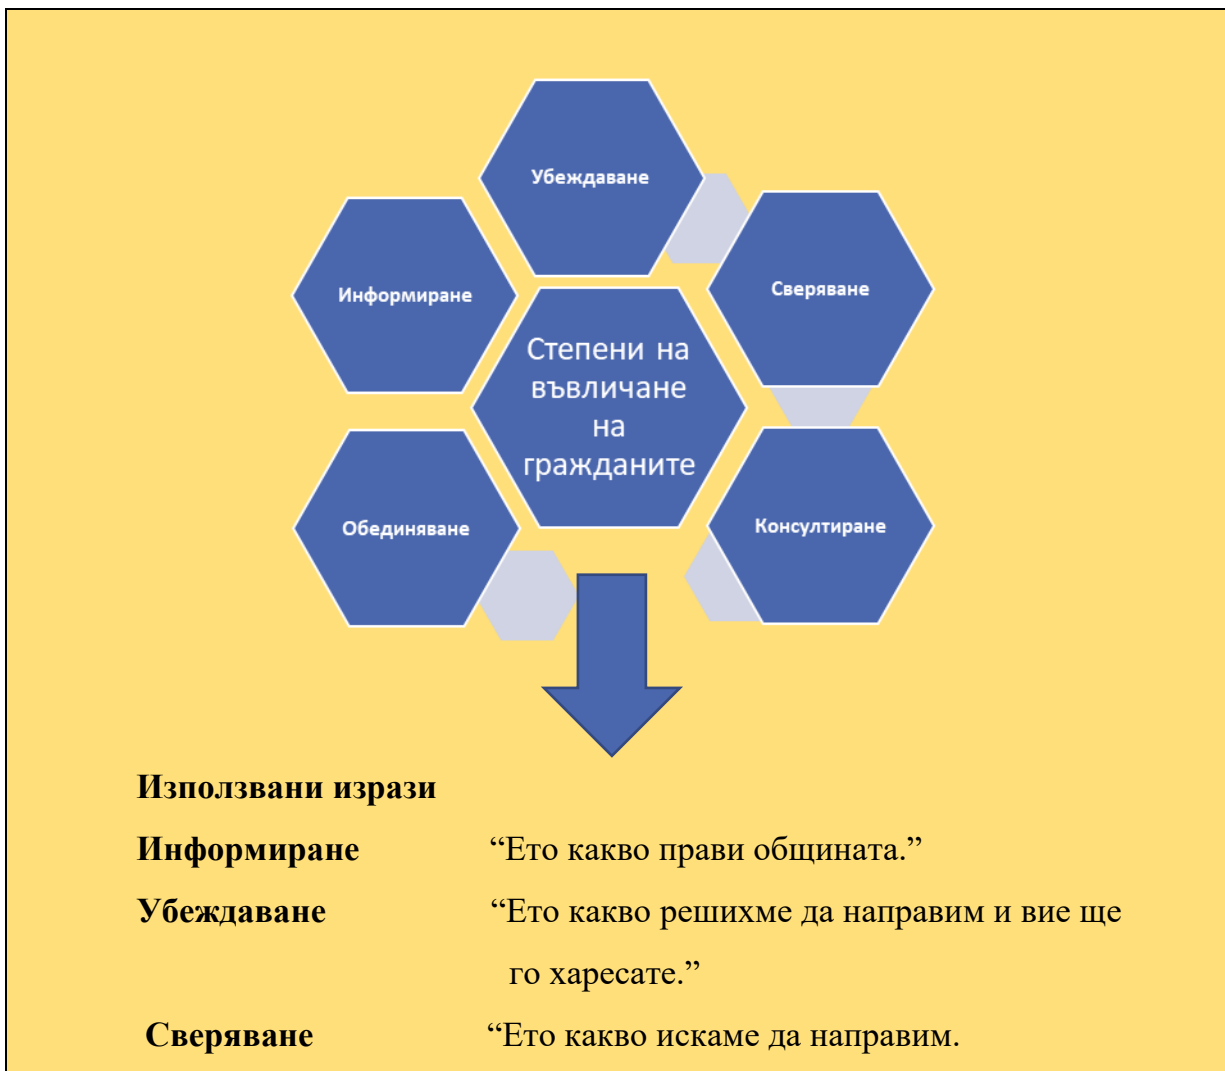 Убеждаване
Информиране
Сверяване
Степени на
въвличане
на
гражданите
Обединяване
Консултиране
Използвани изрази
Информиране “Ето какво прави общината.”
Убеждаване “Ето какво решихме да направим и вие ще
го харесате.”
Сверяване “Ето какво искаме да направим.